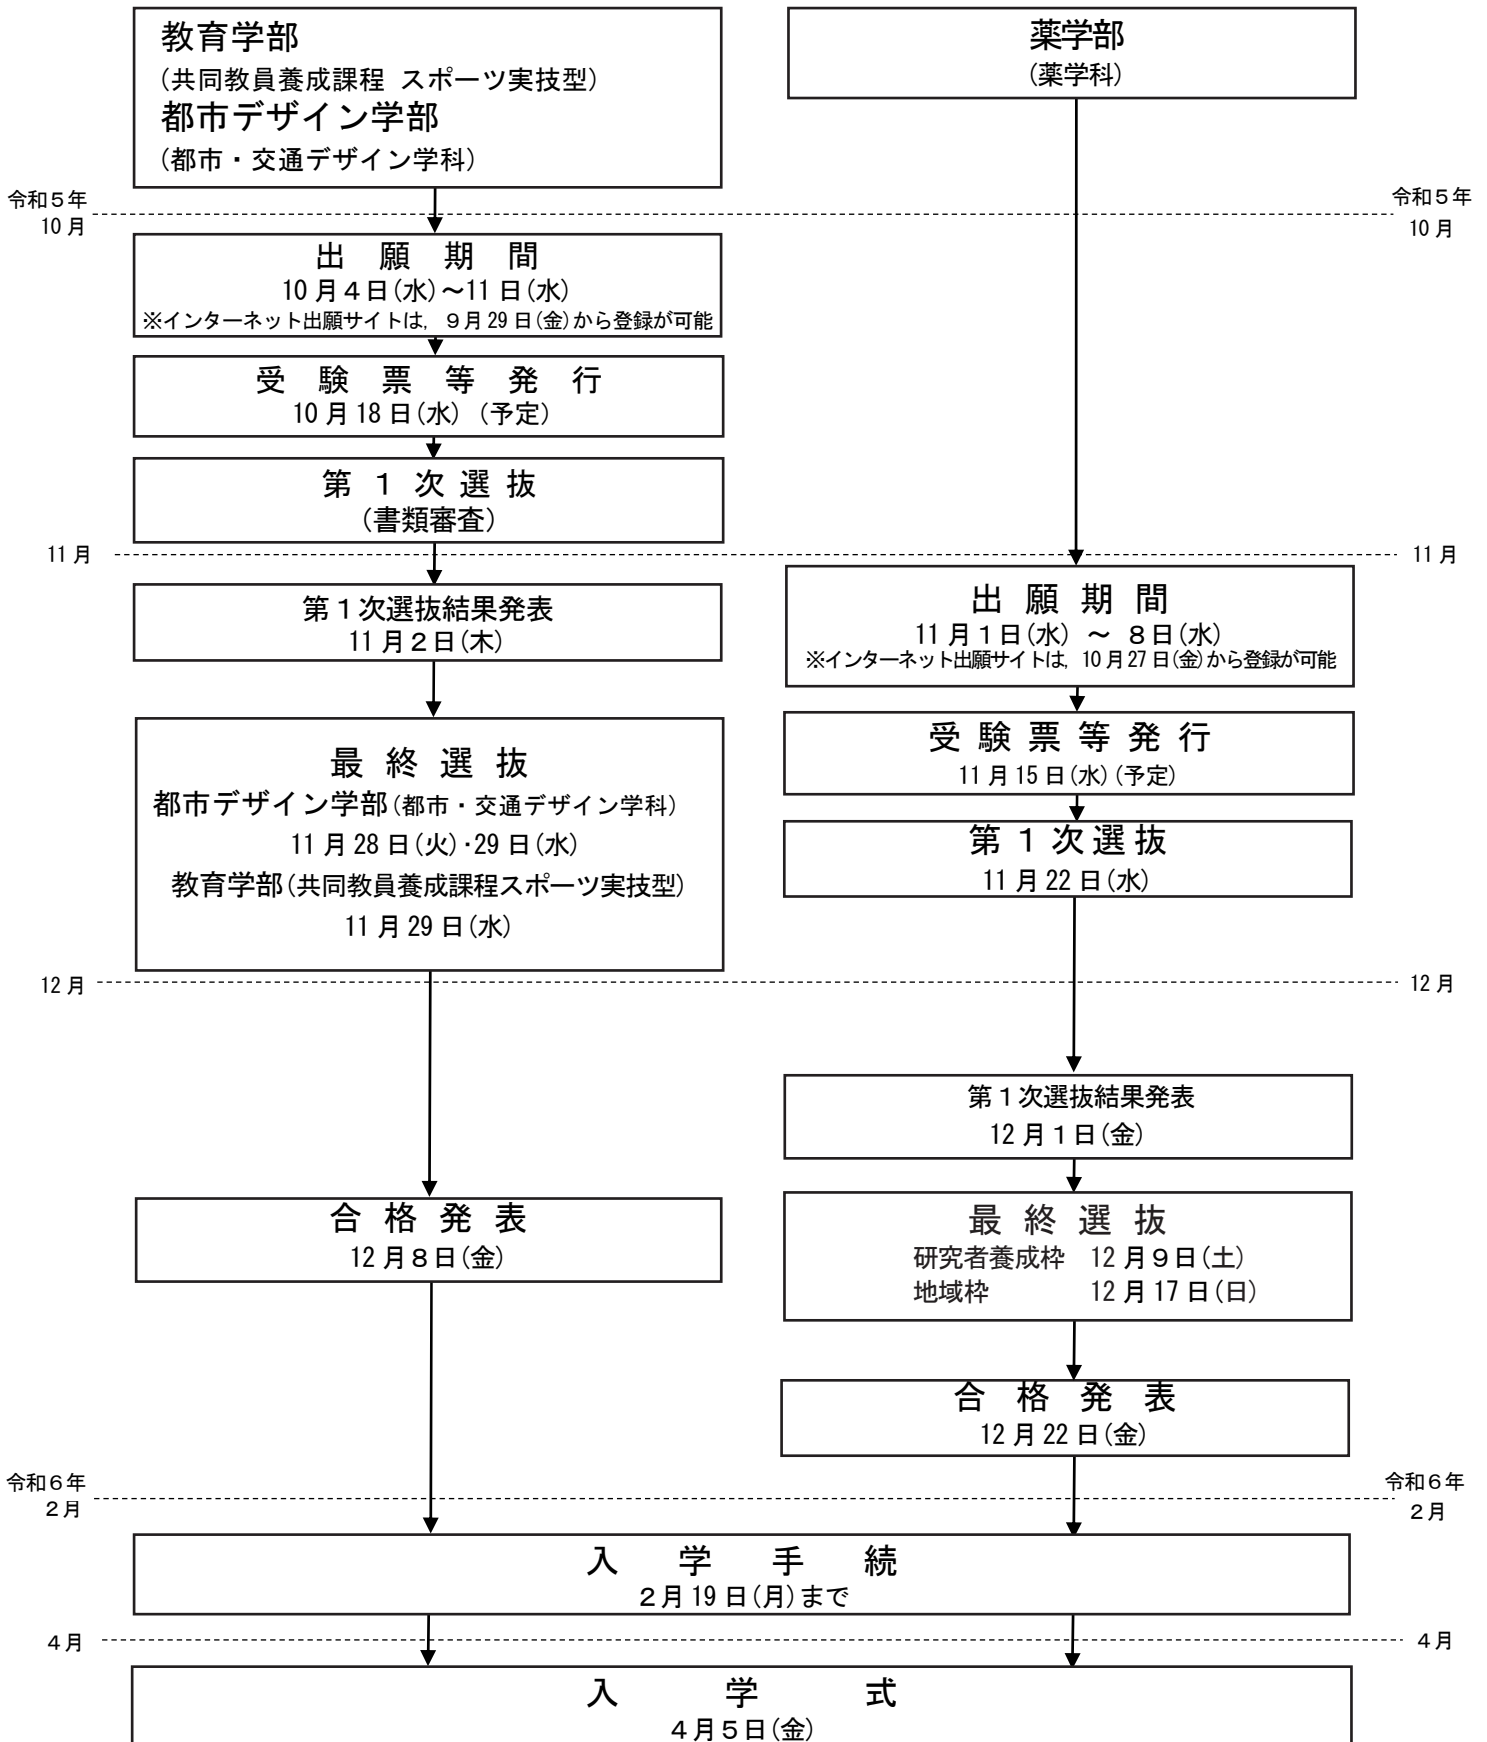 教育学部
(共同教員養成課程 スポーツ実技型)
都市デザイン学部
(都市・交通デザイン学科)
薬学部
(薬学科)
令和5年
10月
令和5年
10月
出願期間
10月4日(水)~11日(水)
※インターネット出願サイトは, 9月29日(金)から登録が可能
受験票等発行
10月18日(水) (予定)
第1次選抜
(書類審査)
11月
11月
第1次選抜結果発表
11月2日(木)
出願期間
11月1日(水) ~ 8日(水)
※インターネット出願サイトは, 10月27日(金)から登録が可能
受験票等発行
11月15日(水)(予定)
最終選抜
都市デザイン学部(都市・交通デザイン学科)
11月28日(火)・29日(水)
教育学部(共同教員養成課程スポーツ実技型)
11月29日(水)
第1次選抜
11月22日(水)
12月
12月
第1次選抜結果発表
12月1日(金)
合格発表
12月8日(金)
最終選抜
研究者養成枠 12月9日(土)
地域枠 12月17日(日)
合格発表
12月22日(金)
令和6年
2月
令和6年
2月
入学手続
2月19日(月)まで
4月
4月
入学式
4月5日(金)